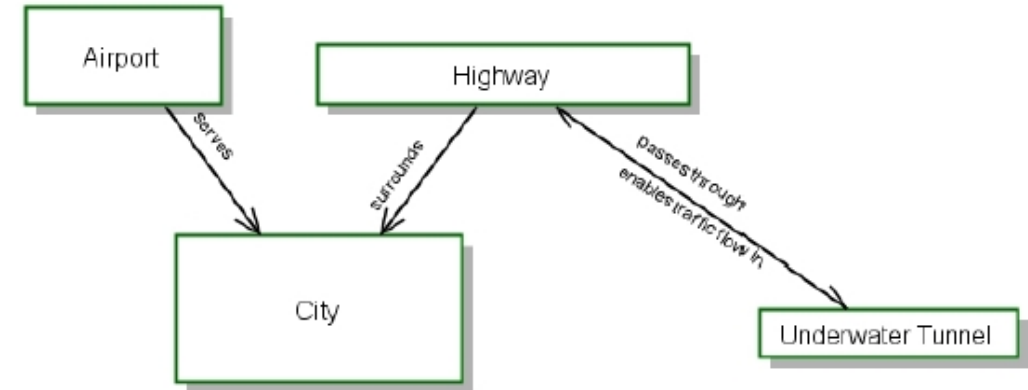 Airport
Highway
serves
surrounds
passes through
enables traffic flow in
City
Underwater Tunnel